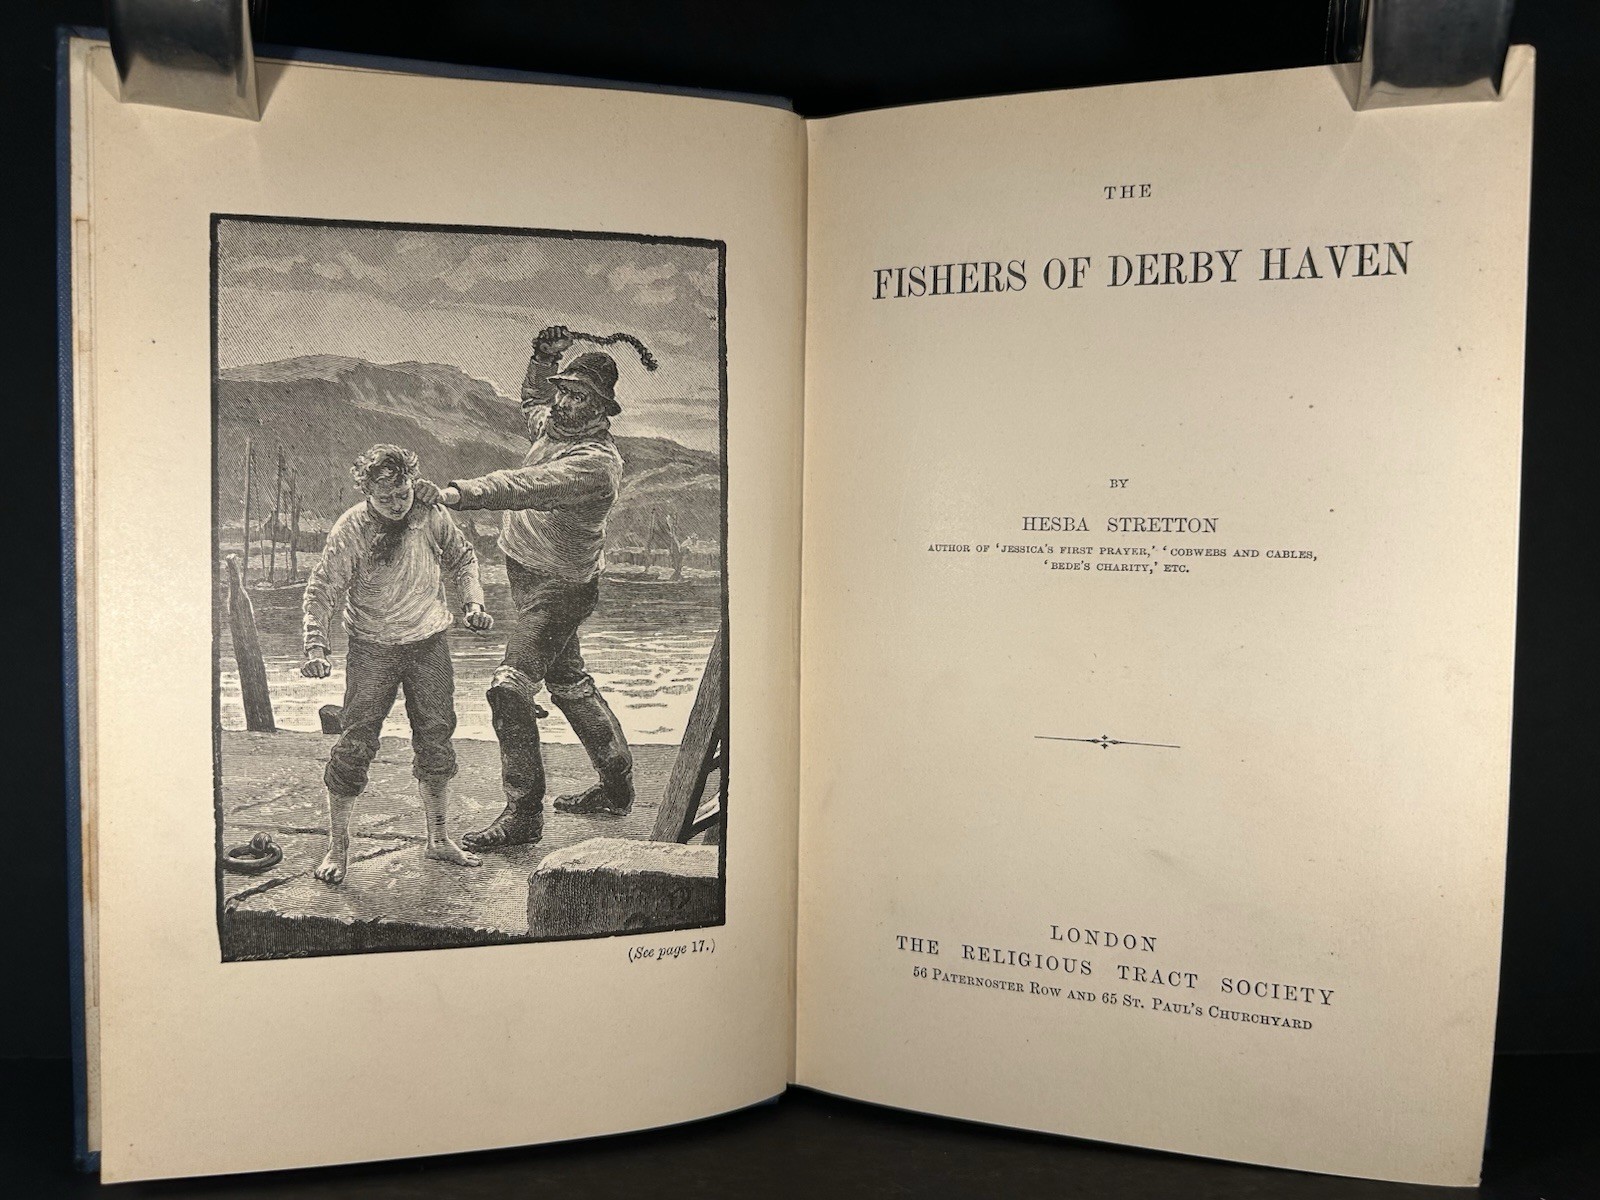 (See page 17.)
THE
FISHERS OF DERBY HAVEN
BY
HESBA STRETTON
AUTHOR OF 'JESSICA'S FIRST PRAYER,' 'COBWEBS AND CABLES,
'BEDE'S CHARITY,' ETC.
LONDON
THE RELIGIOUS TRACT SOCIETY
56 PATERNOSTER ROW AND 65 ST. PAUL'S CHURCHYARD